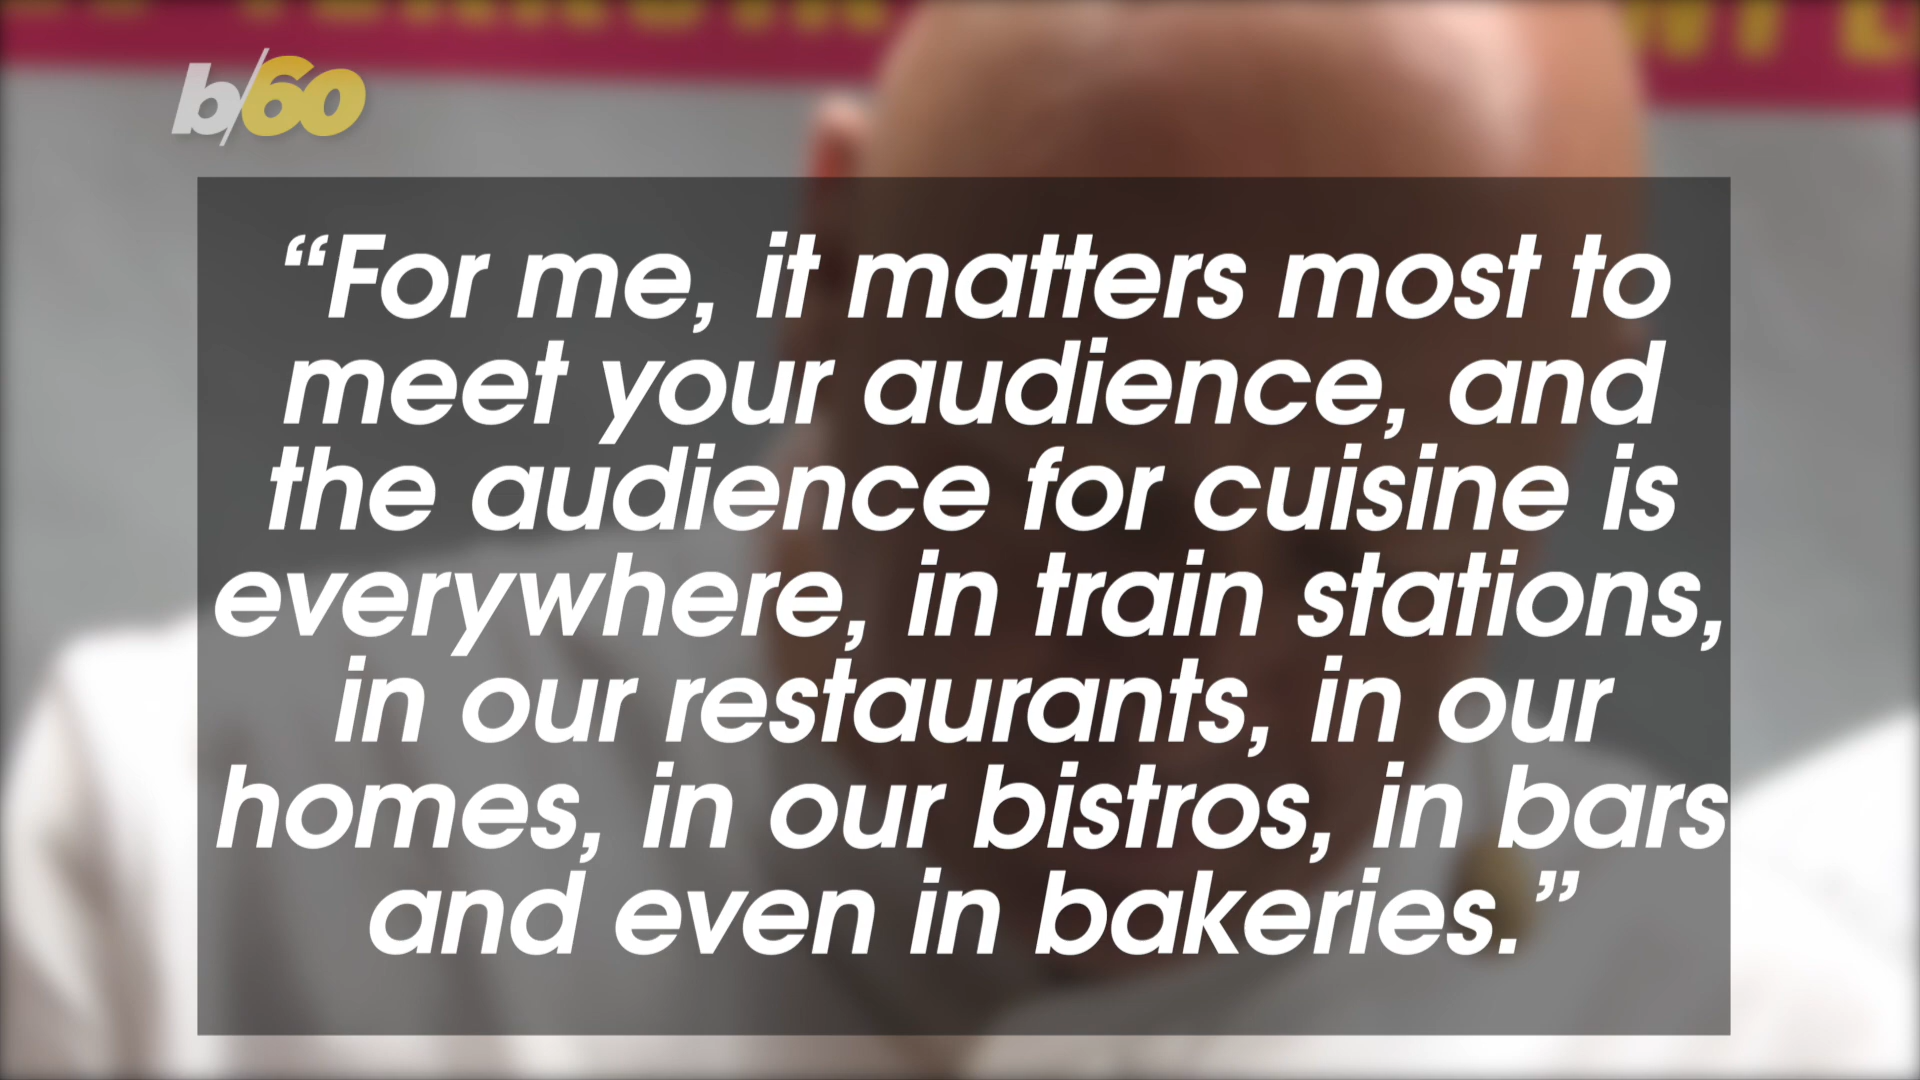 b/60
“For me, it matters most to
meet your audience, and
the audience for cuisine is
everywhere, in train stations,
in our restaurants, in our
homes, in our bistros, in bars
and even in bakeries.”